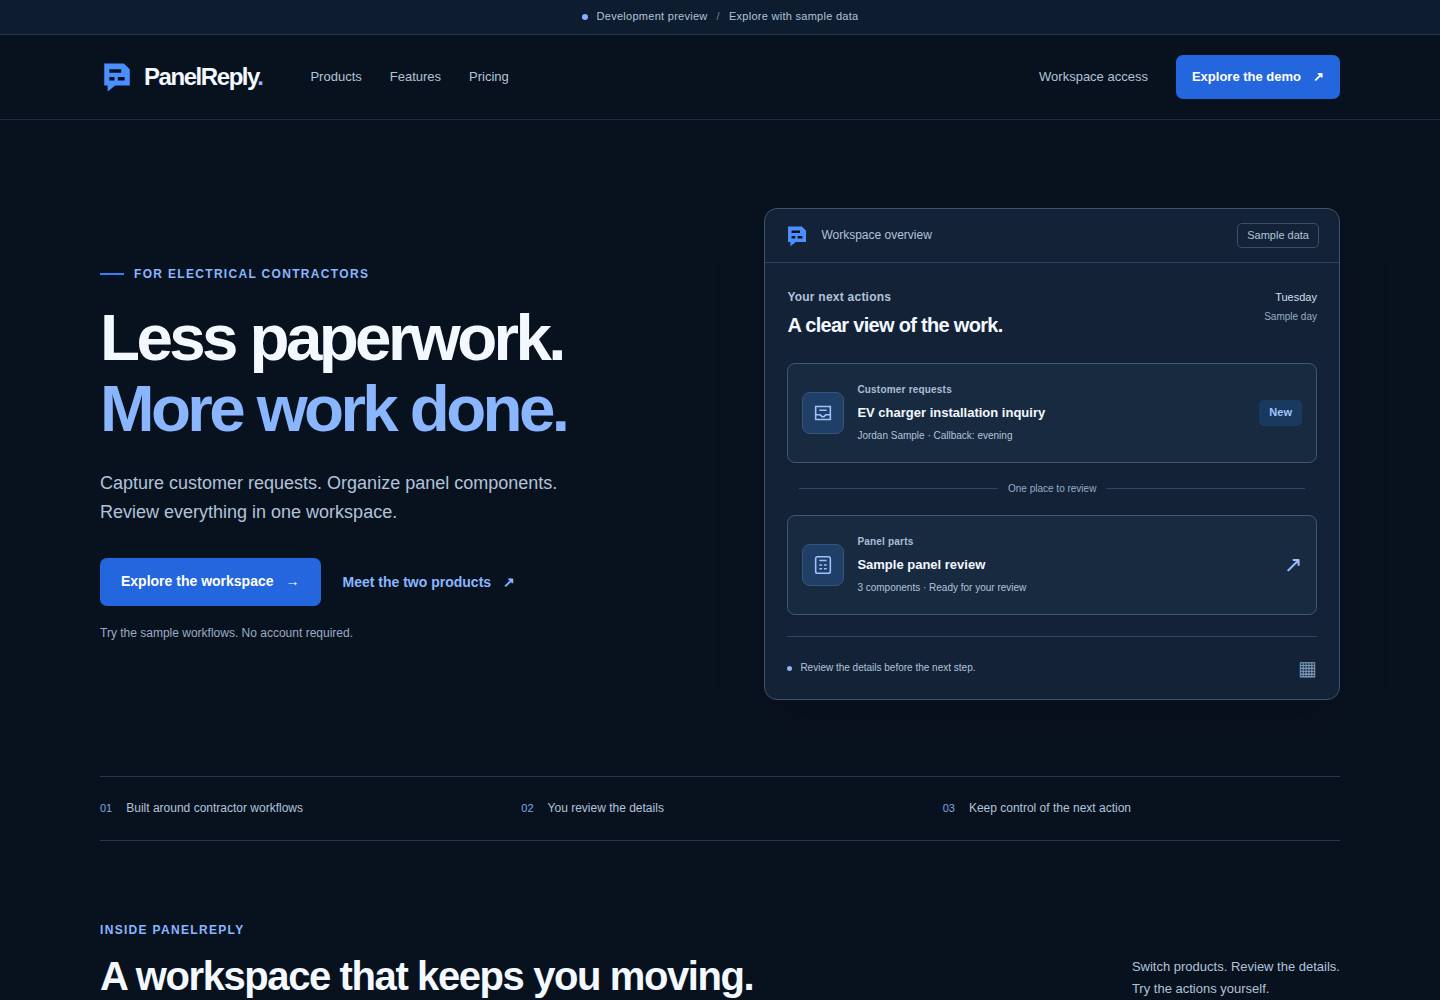 Development preview / Explore with sample data
PanelReply.
Products Features Pricing
Workspace access
Explore the demo ↗
FOR ELECTRICAL CONTRACTORS
Less paperwork.
More work done.
Capture customer requests. Organize panel components.
Review everything in one workspace.
Explore the workspace →
Meet the two products ↗
Try the sample workflows. No account required.
Workspace overview
Sample data
Your next actions
Tuesday
A clear view of the work.
Sample day
Customer requests
EV charger installation inquiry
New
Jordan Sample · Callback: evening
One place to review
Panel parts
Sample panel review
↗
3 components · Ready for your review
Review the details before the next step.
01 Built around contractor workflows
02 You review the details
03 Keep control of the next action
INSIDE PANELREPLY
A workspace that keeps you moving.
Switch products. Review the details.
Try the actions yourself.